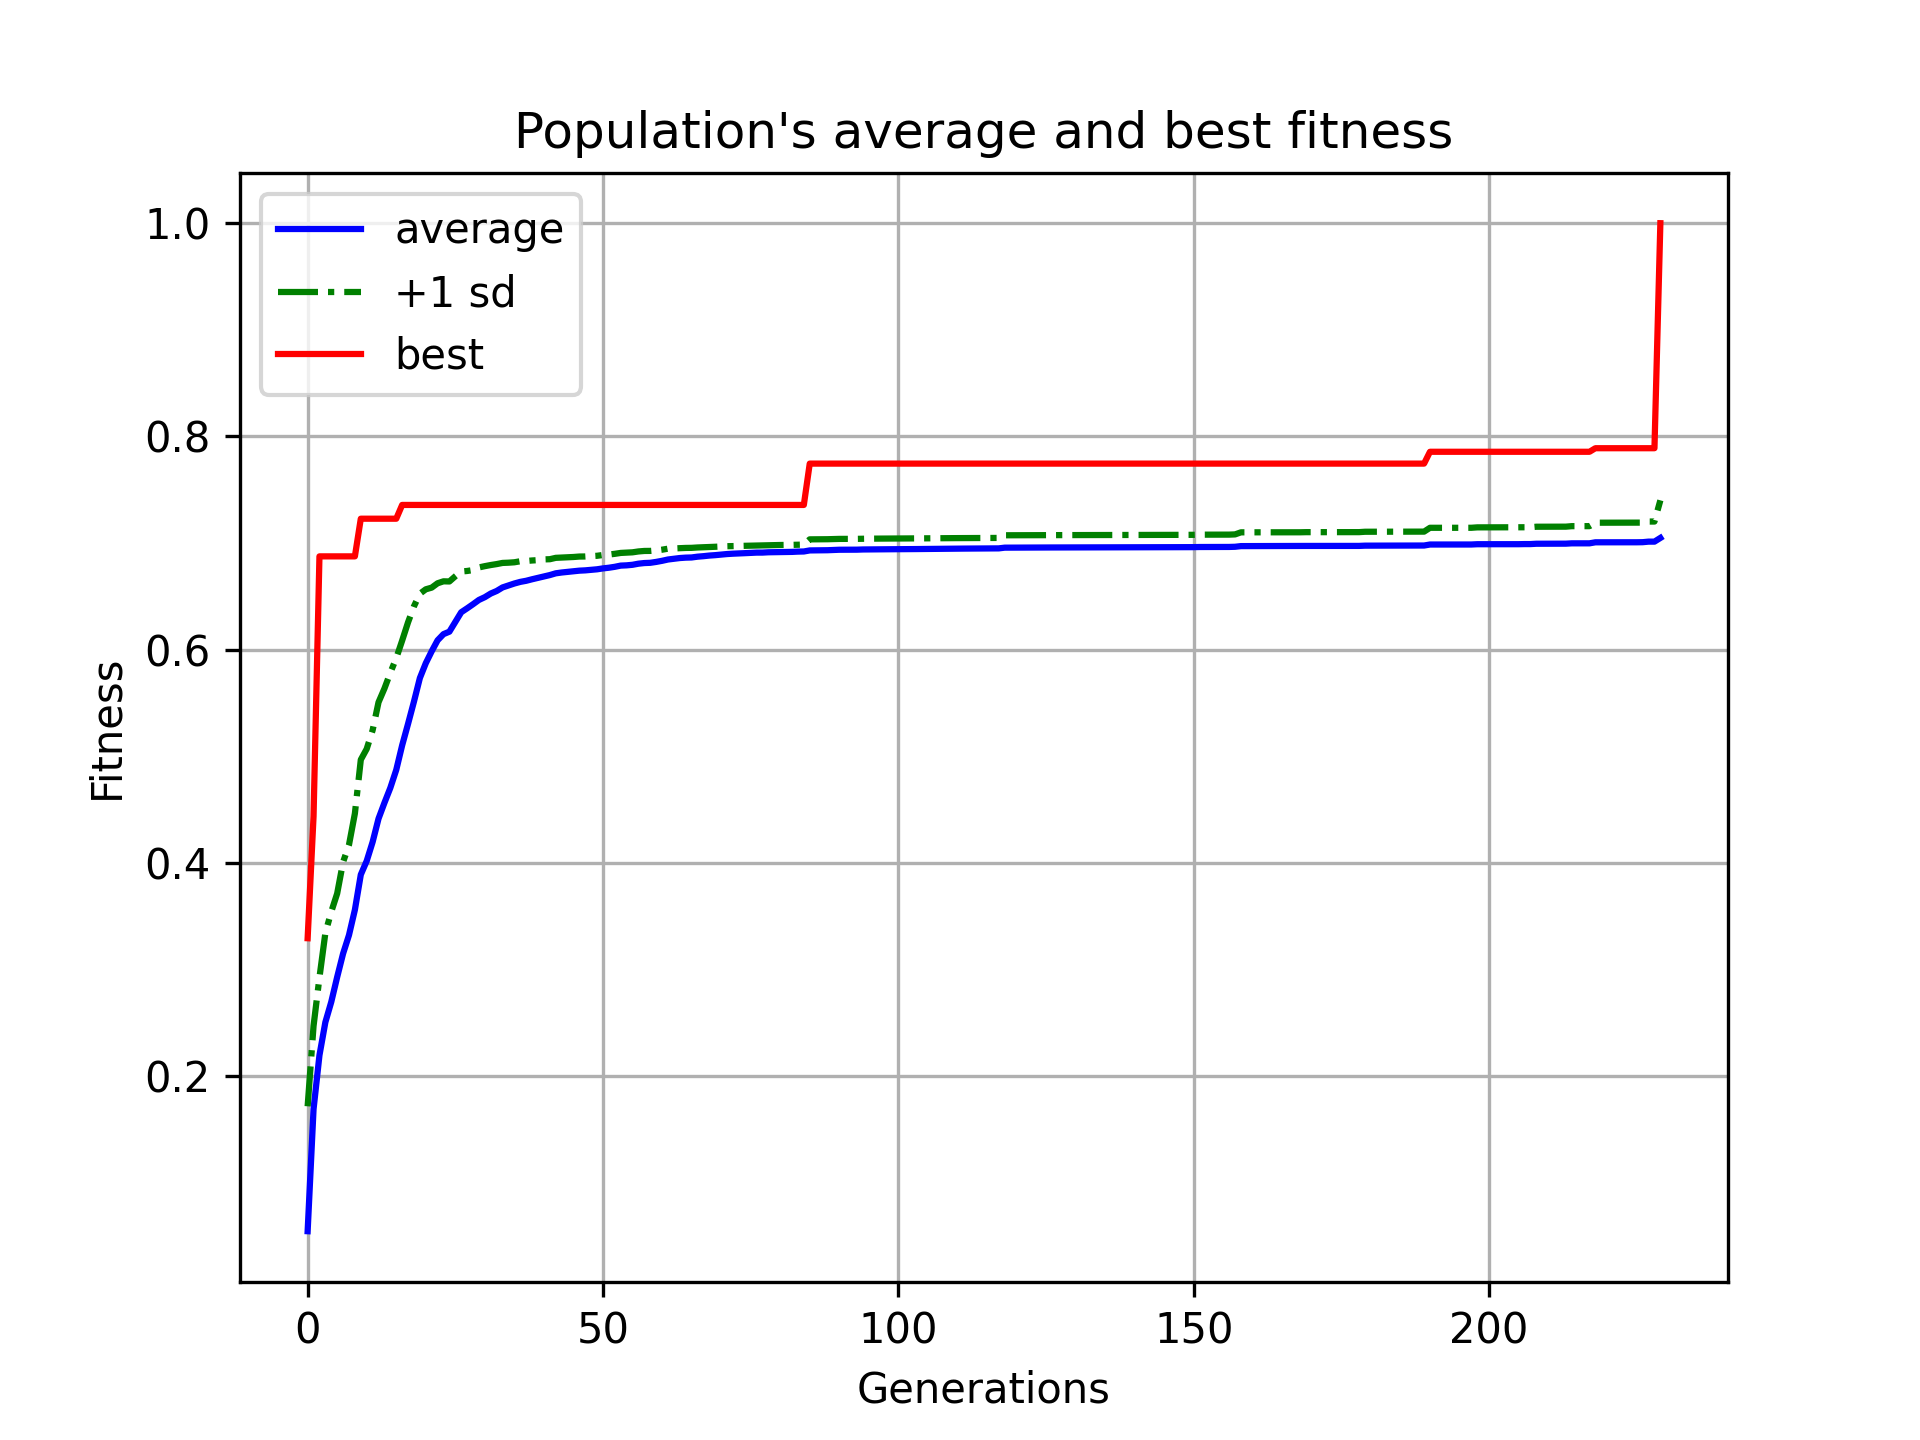 Population's average and best fitness
average
+1 sd
best
1.0
0.8
0.6
0.4
0.2
Fitness
0 50 100 150 200
Generations